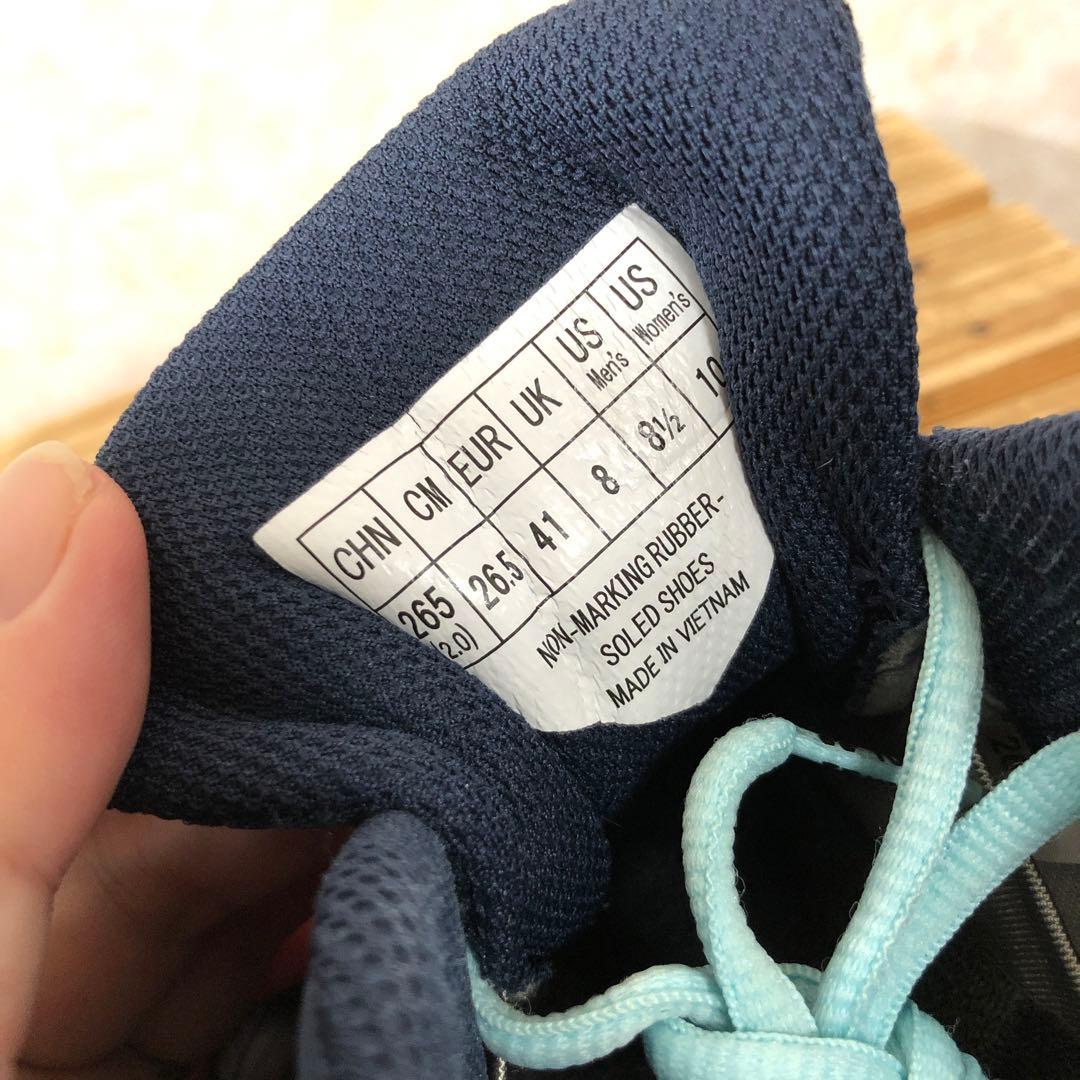 CHN CM EUR UK US Men's US Women's
265 26.5 41 8 8½ 10
2.0)
NON-MARKING RUBBER-
SOLED SHOES
MADE IN VIETNAM